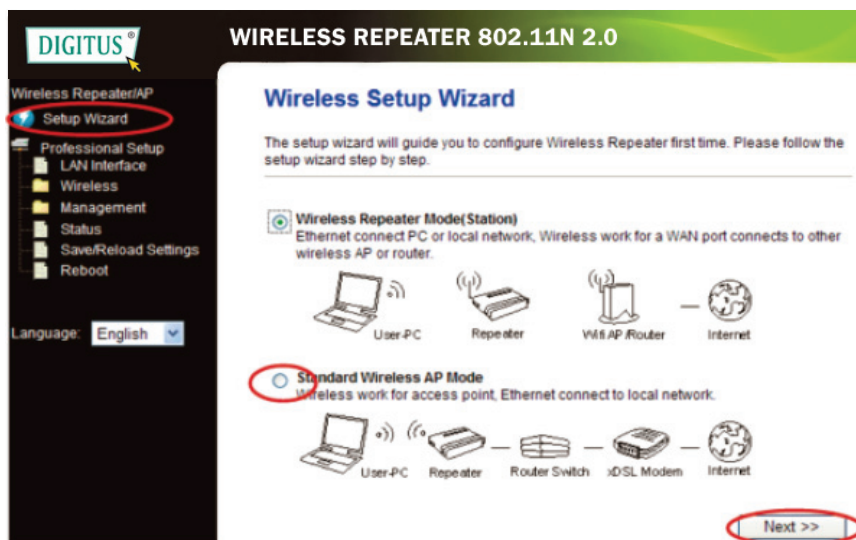 DIGITUS®
WIRELESS REPEATER 802.11N 2.0
Wireless Repeater/AP
Setup Wizard
Professional Setup
LAN Interface
Wireless
Management
Status
Save/Reload Settings
Reboot
Language: English
Wireless Setup Wizard
The setup wizard will guide you to configure Wireless Repeater first time. Please follow the
setup wizard step by step.
Wireless Repeater Mode(Station)
Ethernet connect PC or local network, Wireless work for a WAN port connects to other
wireless AP or router.
User-PC Repeater Wifi AP /Router Internet
Standard Wireless AP Mode
Wireless work for access point, Ethernet connect to local network.
User-PC Repeater Router Switch xDSL Modem Internet
Next >>